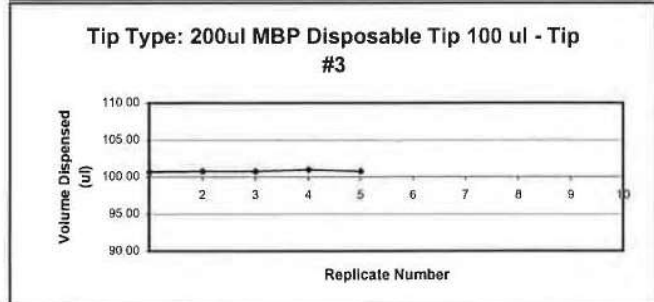 Tip Type: 200ul MBP Disposable Tip 100 ul - Tip
#3
110 00
105 00
100 00
95 00
90 00
Volume Dispensed
(ul)
2 3 4 5 6 7 8 9 10
Replicate Number